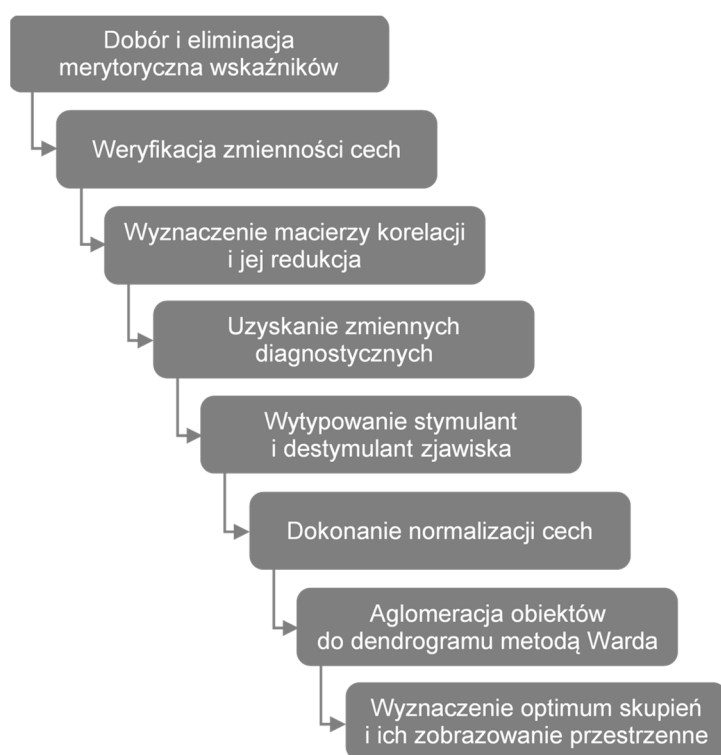 Dobór i eliminacja
merytoryczna wskaźników
Weryfikacja zmienności cech
Wyznaczenie macierzy korelacji
i jej redukcja
Uzyskanie zmiennych
diagnostycznych
Wytypowanie stymulant
i destymulant zjawiska
Dokonanie normalizacji cech
Aglomeracja obiektów
do dendrogramu metodą Warda
Wyznaczenie optimum skupień
i ich zobrazowanie przestrzenne